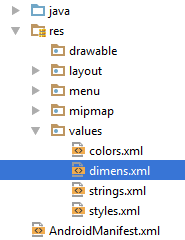 java
res
drawable
layout
menu
mipmap
values
colors.xml
dimens.xml
strings.xml
styles.xml
AndroidManifest.xml